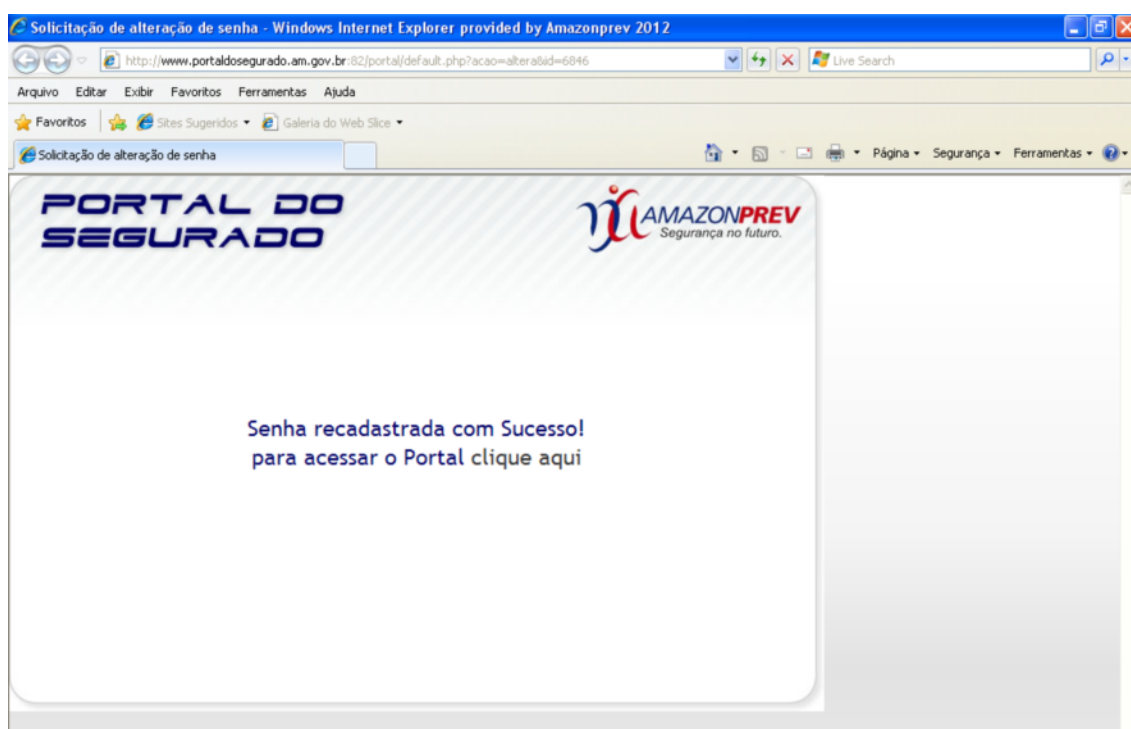 Solicitação de alteração de senha - Windows Internet Explorer provided by Amazonprev 2012
http://www.portaldosegurado.am.gov.br:82/portal/default.php?acao=altera&id=6846
Live Search
Arquivo Editar Exibir Favoritos Ferramentas Ajuda
Favoritos Sites Sugeridos Galeria do Web Slice
Solicitação de alteração de senha Página Segurança Ferramentas
PORTAL DO
SEGURADO
AMAZONPREV
Segurança no futuro.
Senha recadastrada com Sucesso!
para acessar o Portal clique aqui